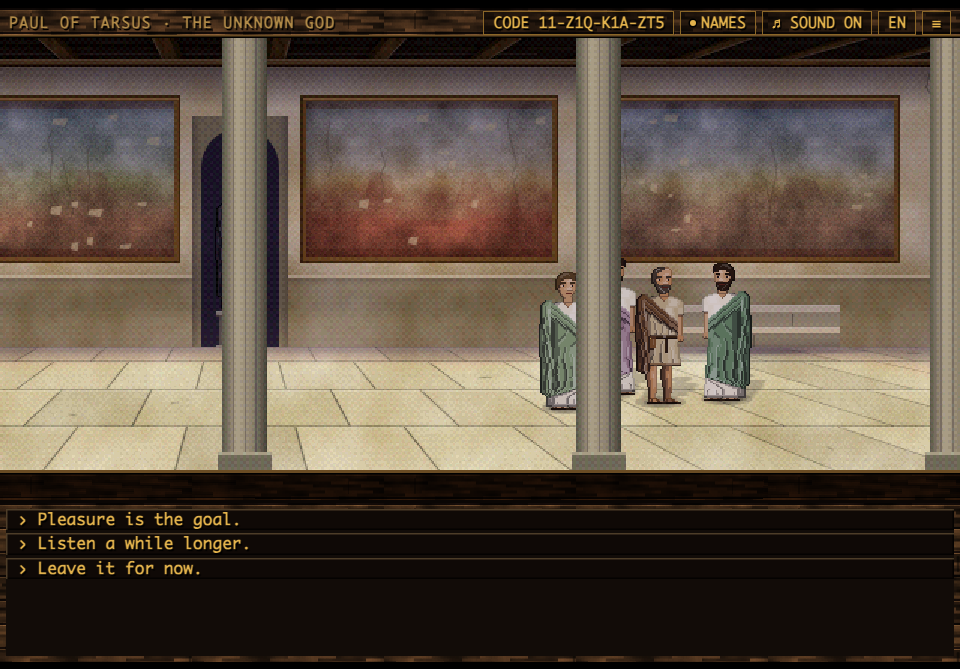 PAUL OF TARSUS · THE UNKNOWN GOD
CODE 11-Z1Q-K1A-ZT5
• NAMES
♬ SOUND ON
EN
≡
› Pleasure is the goal.
› Listen a while longer.
› Leave it for now.